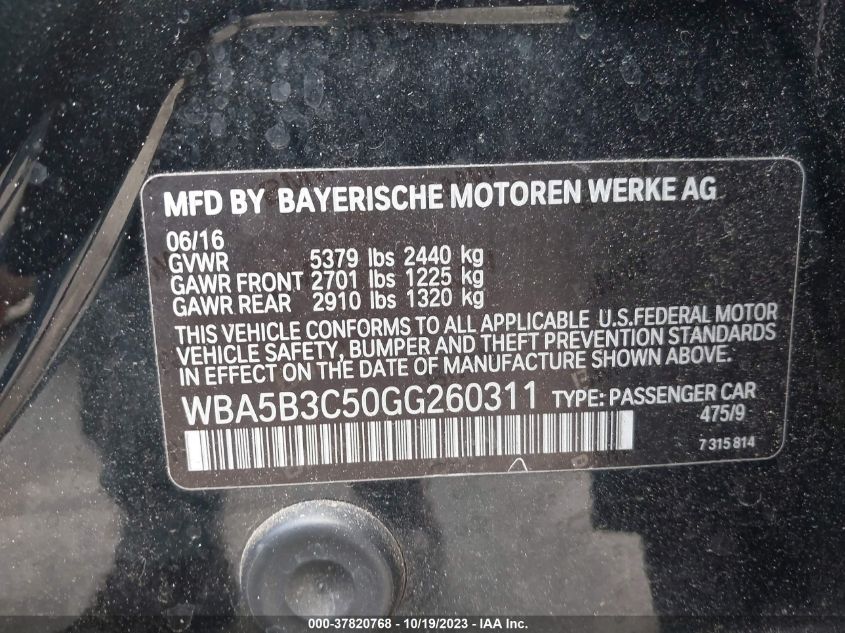 MFD BY BAYERISCHE MOTOREN WERKE AG
06/16
GVWR 5379 lbs 2440 kg
GAWR FRONT 2701 lbs 1225 kg
GAWR REAR 2910 lbs 1320 kg
THIS VEHICLE CONFORMS TO ALL APPLICABLE U.S.FEDERAL MOTOR
VEHICLE SAFETY, BUMPER AND THEFT PREVENTION STANDARDS
IN EFFECT ON THE DATE OF MANUFACTURE SHOWN ABOVE.
WBA5B3C50GG260311 TYPE: PASSENGER CAR
475/9
7 315 814
000-37820768 - 10/19/2023 - IAA Inc.